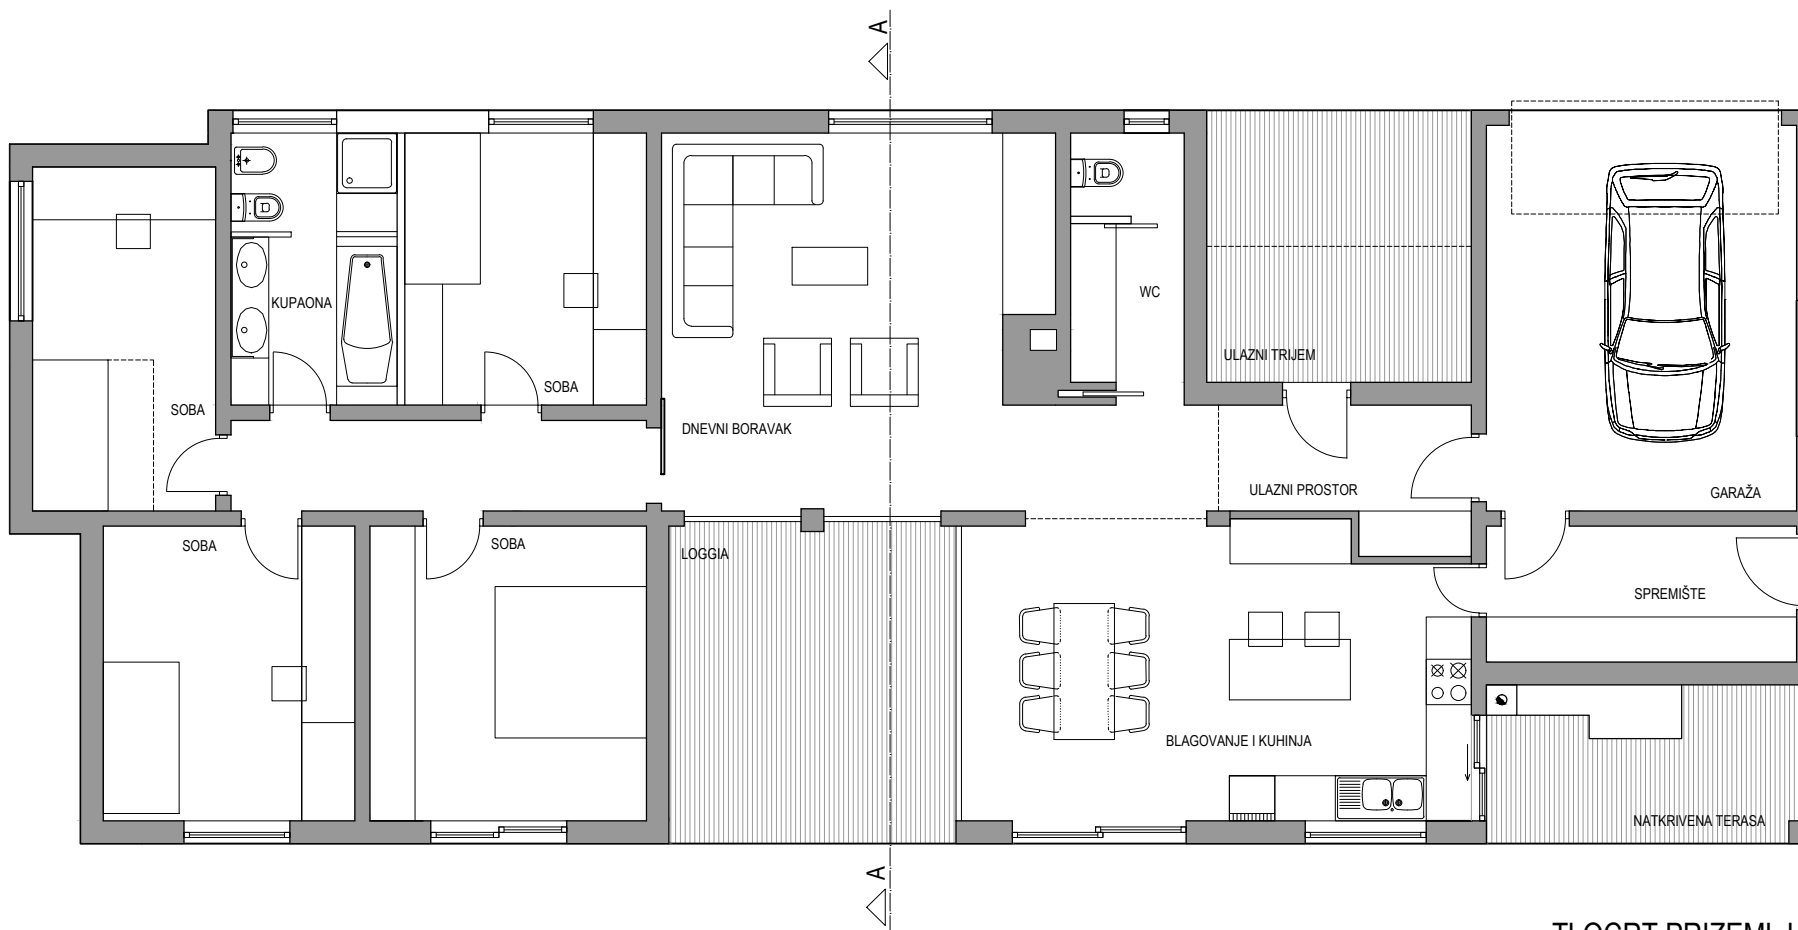 A
KUPAONA
WC
ULAZNI TRIJEM
SOBA
SOBA
DNEVNI BORAVAK
ULAZNI PROSTOR
GARAŽA
SOBA
SOBA
LOGGIA
SPREMIŠTE
BLAGOVANJE I KUHINJA
NATKRIVENA TERASA
A